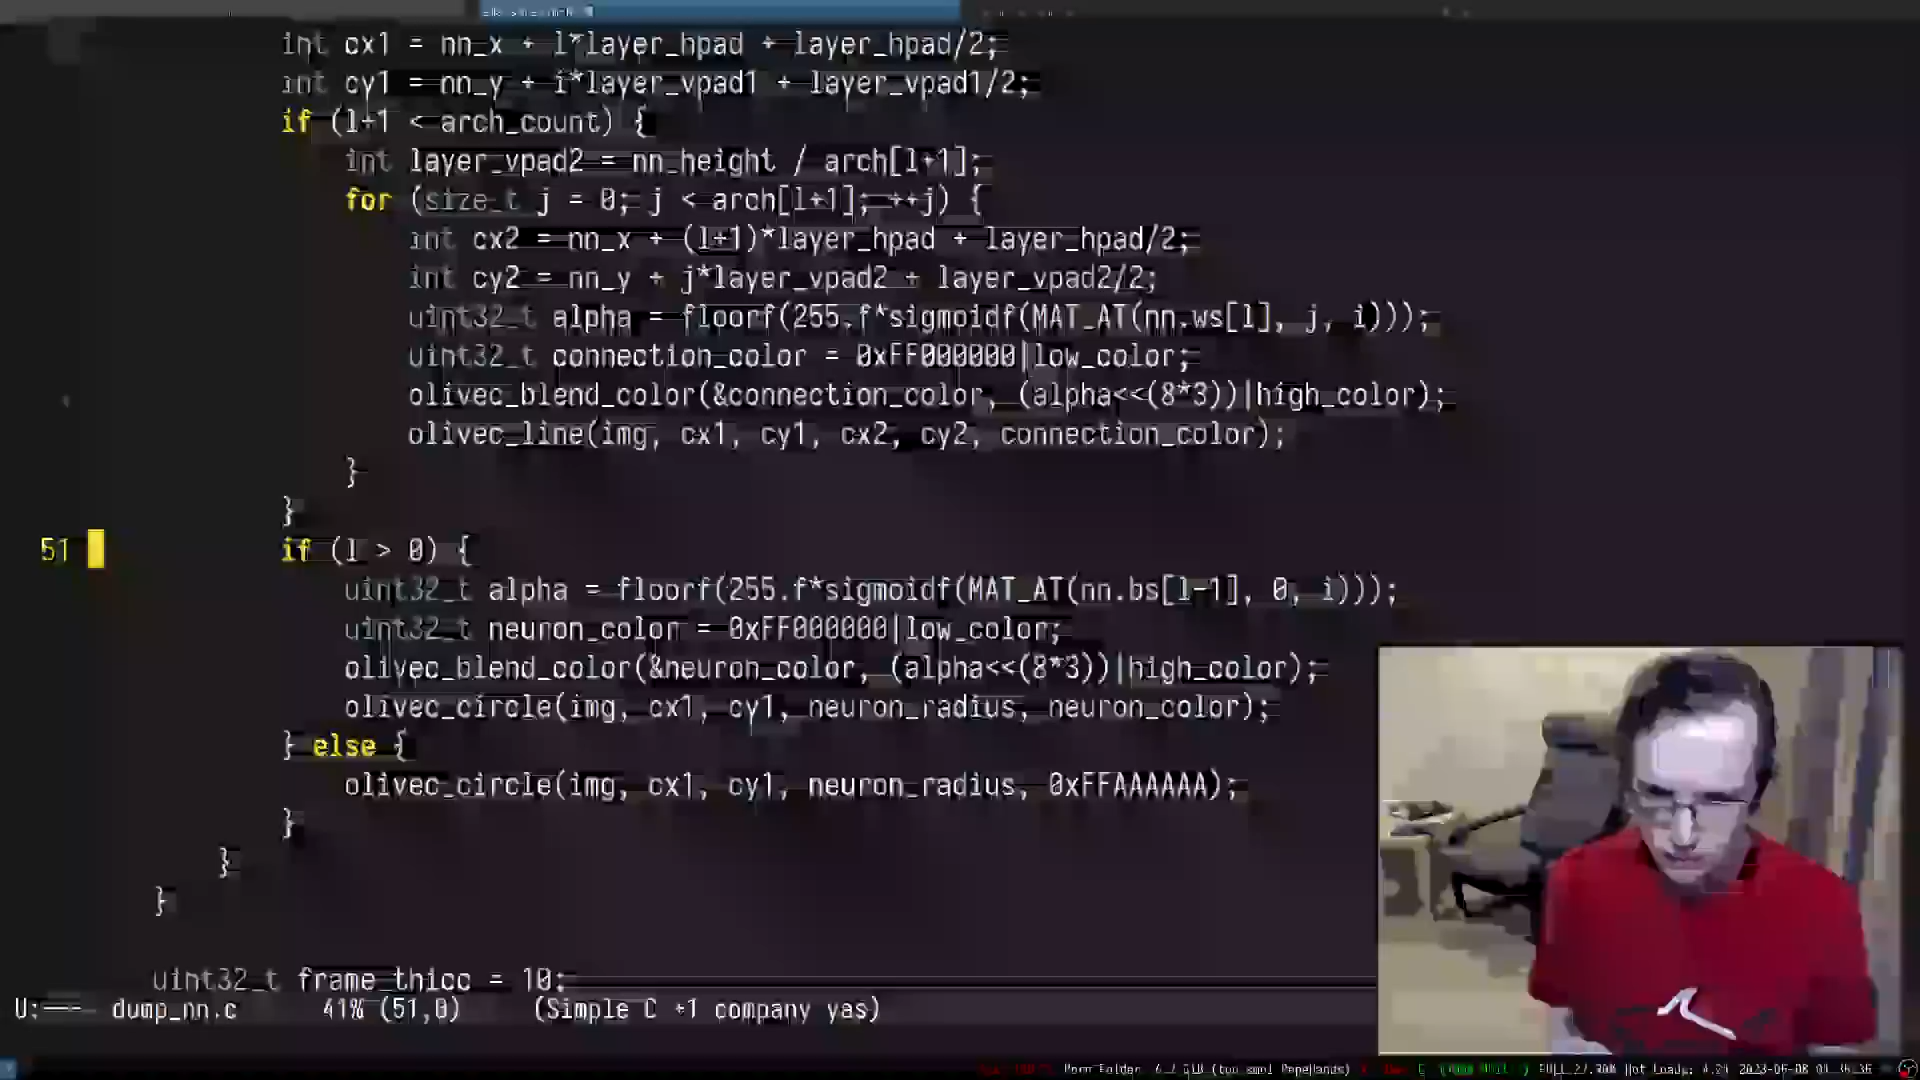 int cx1 = nn_x + l*layer_hpad + layer_hpad/2;
int cy1 = nn_y + i*layer_vpad1 + layer_vpad1/2;
if (l+1 < arch_count) {
int layer_vpad2 = nn_height / arch[l+1];
for (size_t j = 0; j < arch[l+1]; ++j) {
int cx2 = nn_x + (l+1)*layer_hpad + layer_hpad/2;
int cy2 = nn_y + j*layer_vpad2 + layer_vpad2/2;
uint32_t alpha = floorf(255.f*sigmoidf(MAT_AT(nn.ws[l], j, i)));
uint32_t connection_color = 0xFF000000|low_color;
olivec_blend_color(&connection_color, (alpha<<(8*3))|high_color);
olivec_line(img, cx1, cy1, cx2, cy2, connection_color);
}
}
51 if (l > 0) {
uint32_t alpha = floorf(255.f*sigmoidf(MAT_AT(nn.bs[l-1], 0, i)));
uint32_t neuron_color = 0xFF000000|low_color;
olivec_blend_color(&neuron_color, (alpha<<(8*3))|high_color);
olivec_circle(img, cx1, cy1, neuron_radius, neuron_color);
} else {
olivec_circle(img, cx1, cy1, neuron_radius, 0xFFAAAAAA);
}
}
}
uint32_t frame_thicc = 10;
U:--- dump_nn.c 41% (51,0) (Simple C +1 company yas)